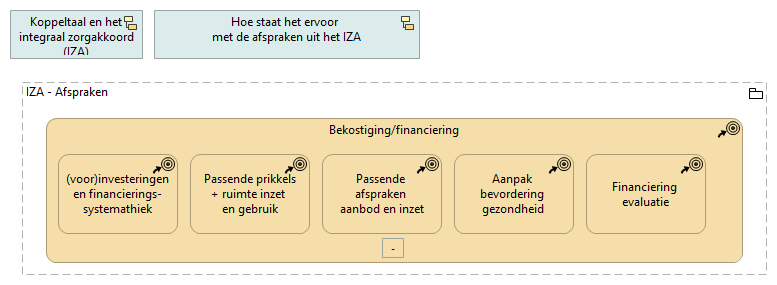 Koppeltaal en het
integraal zorgakkoord
(IZA)
Hoe staat het ervoor
met de afspraken uit het IZA
IZA - Afspraken
Bekostiging/financiering
(voor)investeringen
en financierings-
systemathiek
Passende prikkels
+ ruimte inzet
en gebruik
Passende
afspraken
aanbod en inzet
Aanpak
bevordering
gezondheid
Financiering
evaluatie
-